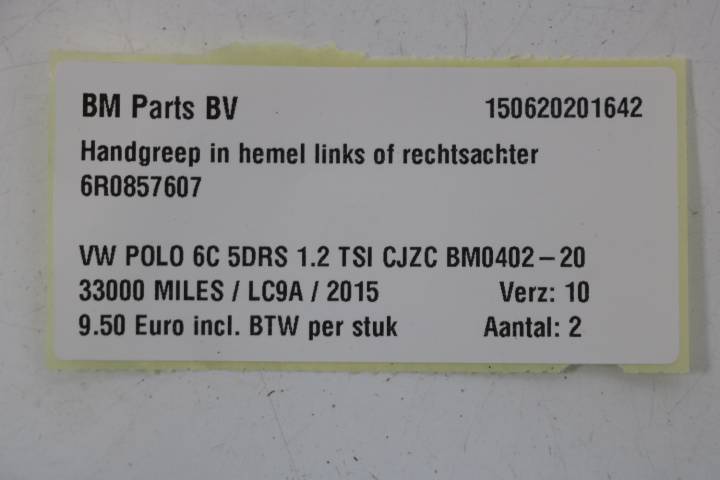 BM Parts BV 150620201642
Handgreep in hemel links of rechtsachter
6R0857607
VW POLO 6C 5DRS 1.2 TSI CJZC BM0402-20
33000 MILES / LC9A / 2015 Verz: 10
9.50 Euro incl. BTW per stuk Aantal: 2